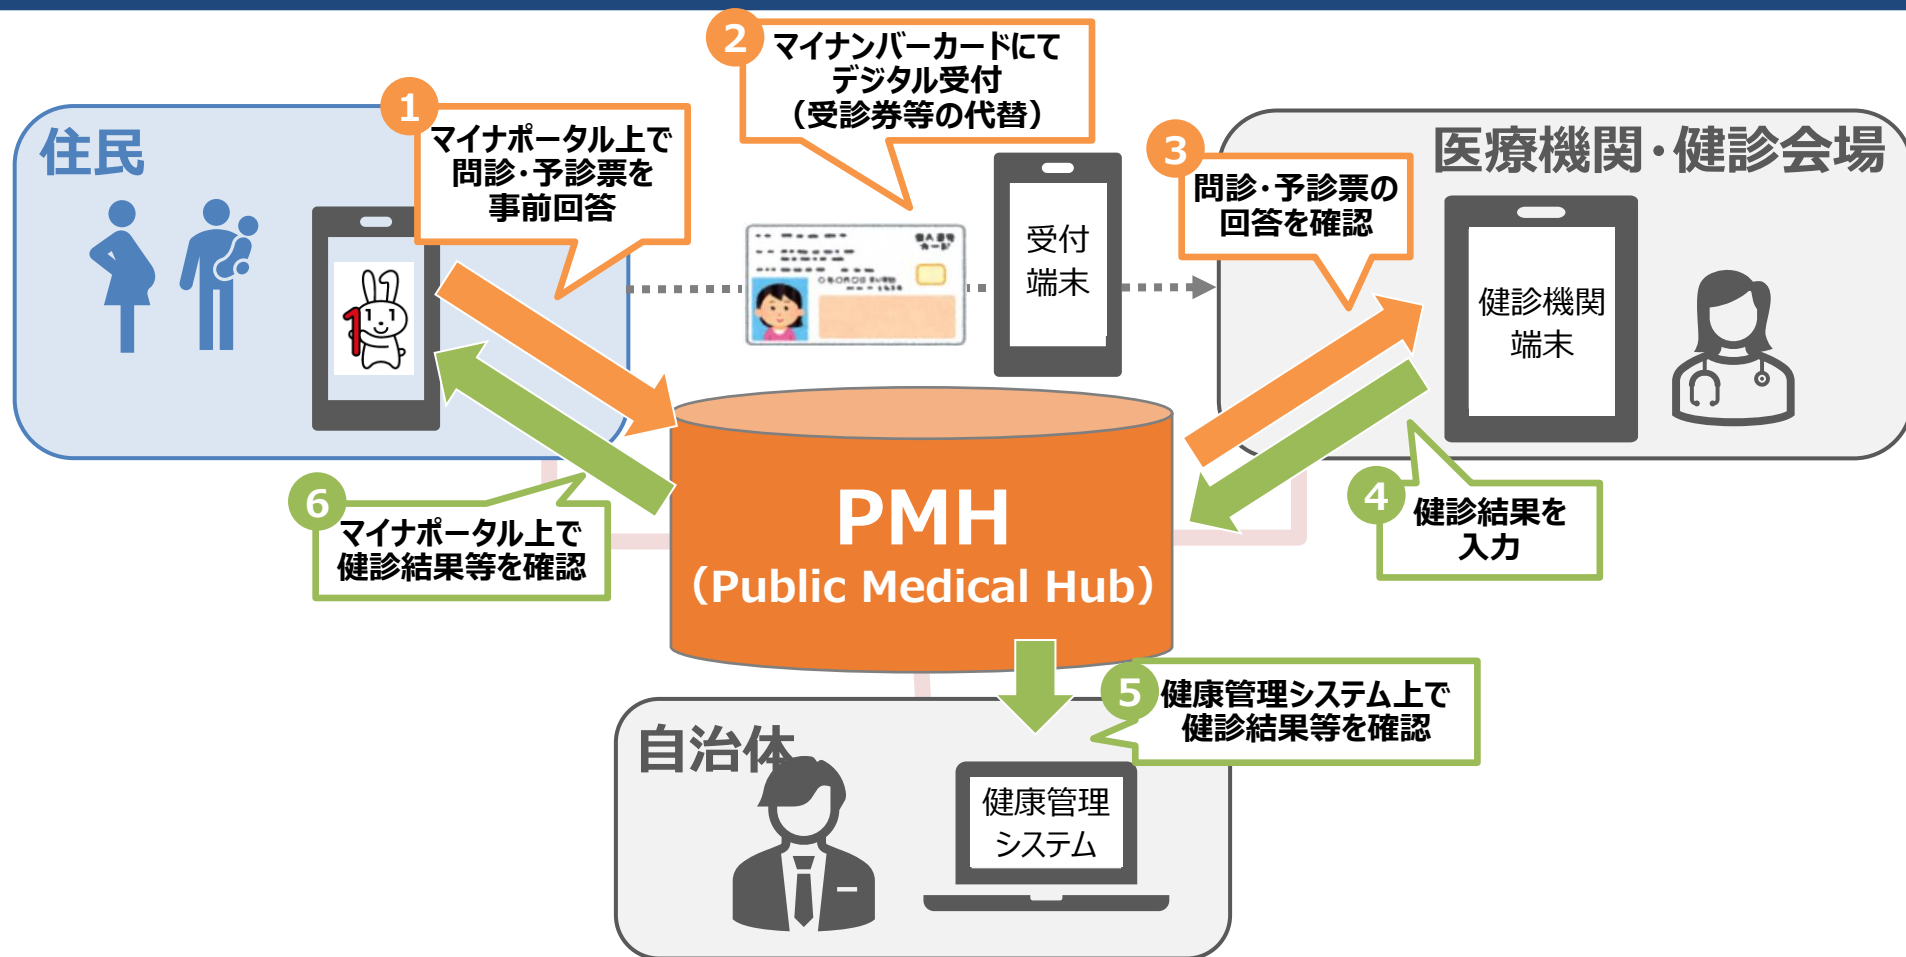 住民
1
マイナポータル上で
問診・予診票を
事前回答
2
マイナンバーカードにて
デジタル受付
（受診券等の代替）
個人番号
カード
受付
端末
3
問診・予診票の
回答を確認
医療機関・健診会場
健診機関
端末
4
健診結果を
入力
PMH
（Public Medical Hub）
6
マイナポータル上で
健診結果等を確認
5
健康管理システム上で
健診結果等を確認
自治体
健康管理
システム